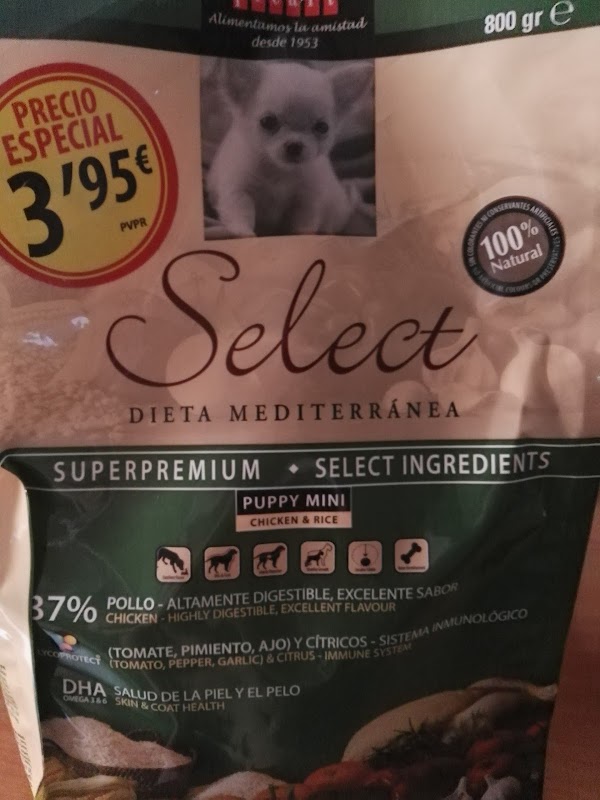 Alimentamos la amistad
desde 1953
800 gr e
PRECIO
ESPECIAL
3'95€
PVPR
100%
Natural
Select
DIETA MEDITERRÁNEA
SUPERPREMIUM • SELECT INGREDIENTS
PUPPY MINI
CHICKEN & RICE
37% POLLO - ALTAMENTE DIGESTIBLE, EXCELENTE SABOR
CHICKEN - HIGHLY DIGESTIBLE, EXCELLENT FLAVOUR
(TOMATE, PIMIENTO, AJO) Y CÍTRICOS - SISTEMA INMUNOLÓGICO
(TOMATO, PEPPER, GARLIC) & CITRUS - IMMUNE SYSTEM
DHA SALUD DE LA PIEL Y EL PELO
OMEGA 3 & 6 SKIN & COAT HEALTH